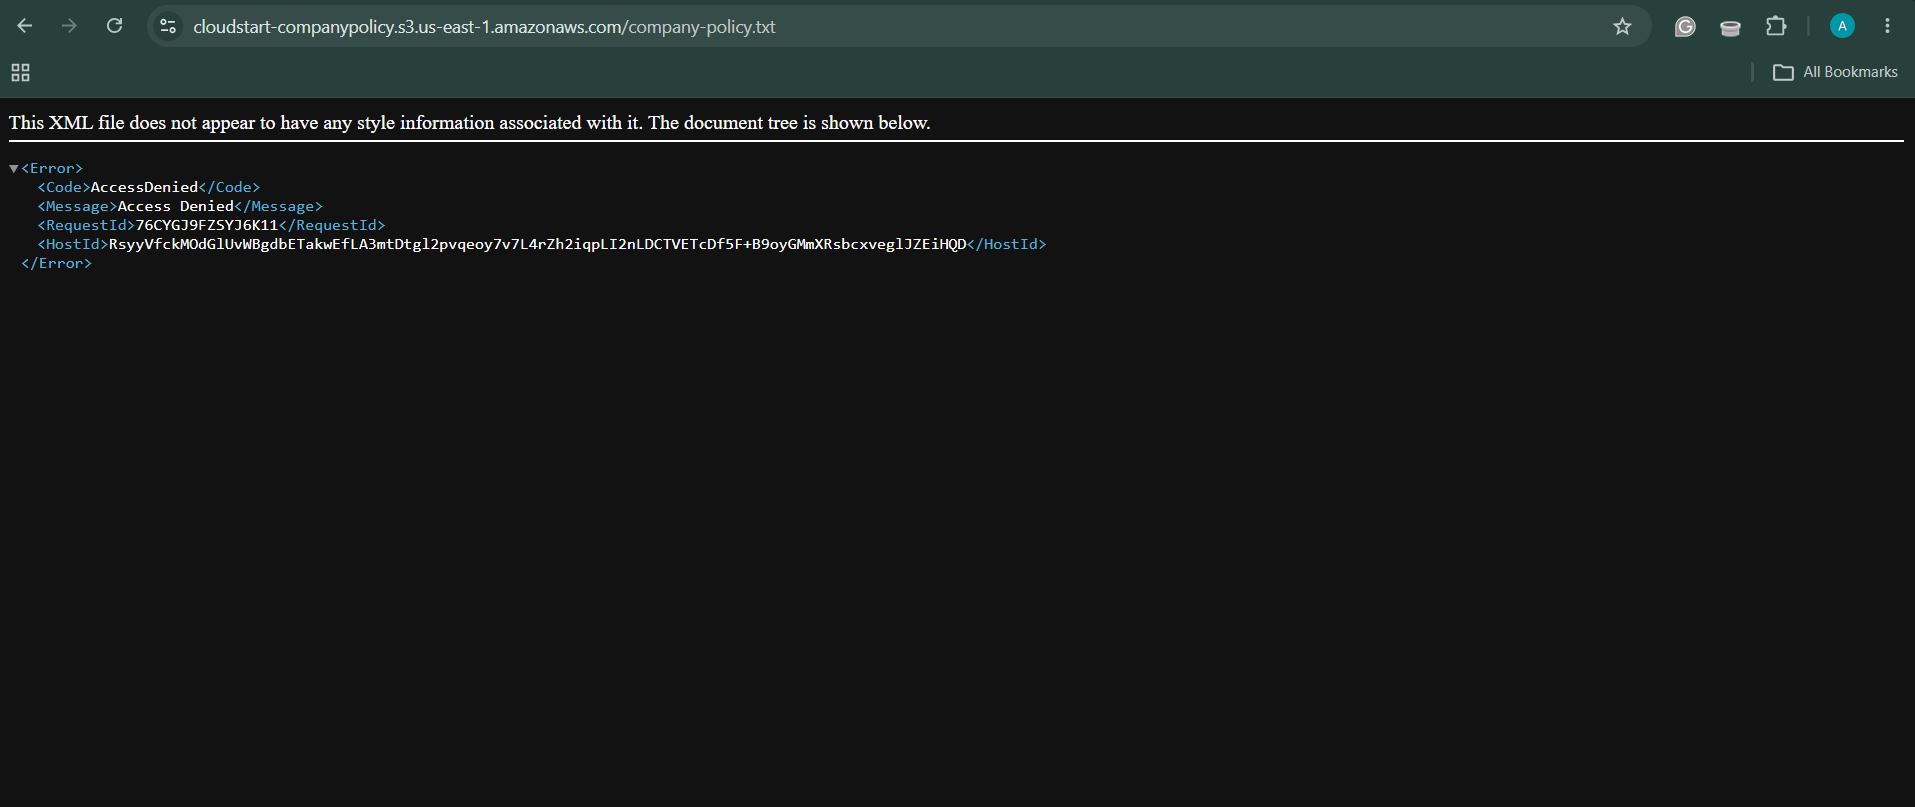 cloudstart-companypolicy.s3.us-east-1.amazonaws.com/company-policy.txt
A
All Bookmarks
This XML file does not appear to have any style information associated with it. The document tree is shown below.
▼<Error>
<Code>AccessDenied</Code>
<Message>Access Denied</Message>
<RequestId>76CYGJ9FZSYJ6K11</RequestId>
<HostId>RsyyVfckMOdGlUvWBgdbETakwEfLA3mtDtgl2pvqeoy7v7L4rZh2iqpLI2nLDCTVETcDf5F+B9oyGMmXRsbcxveglJZEiHQD</HostId>
</Error>